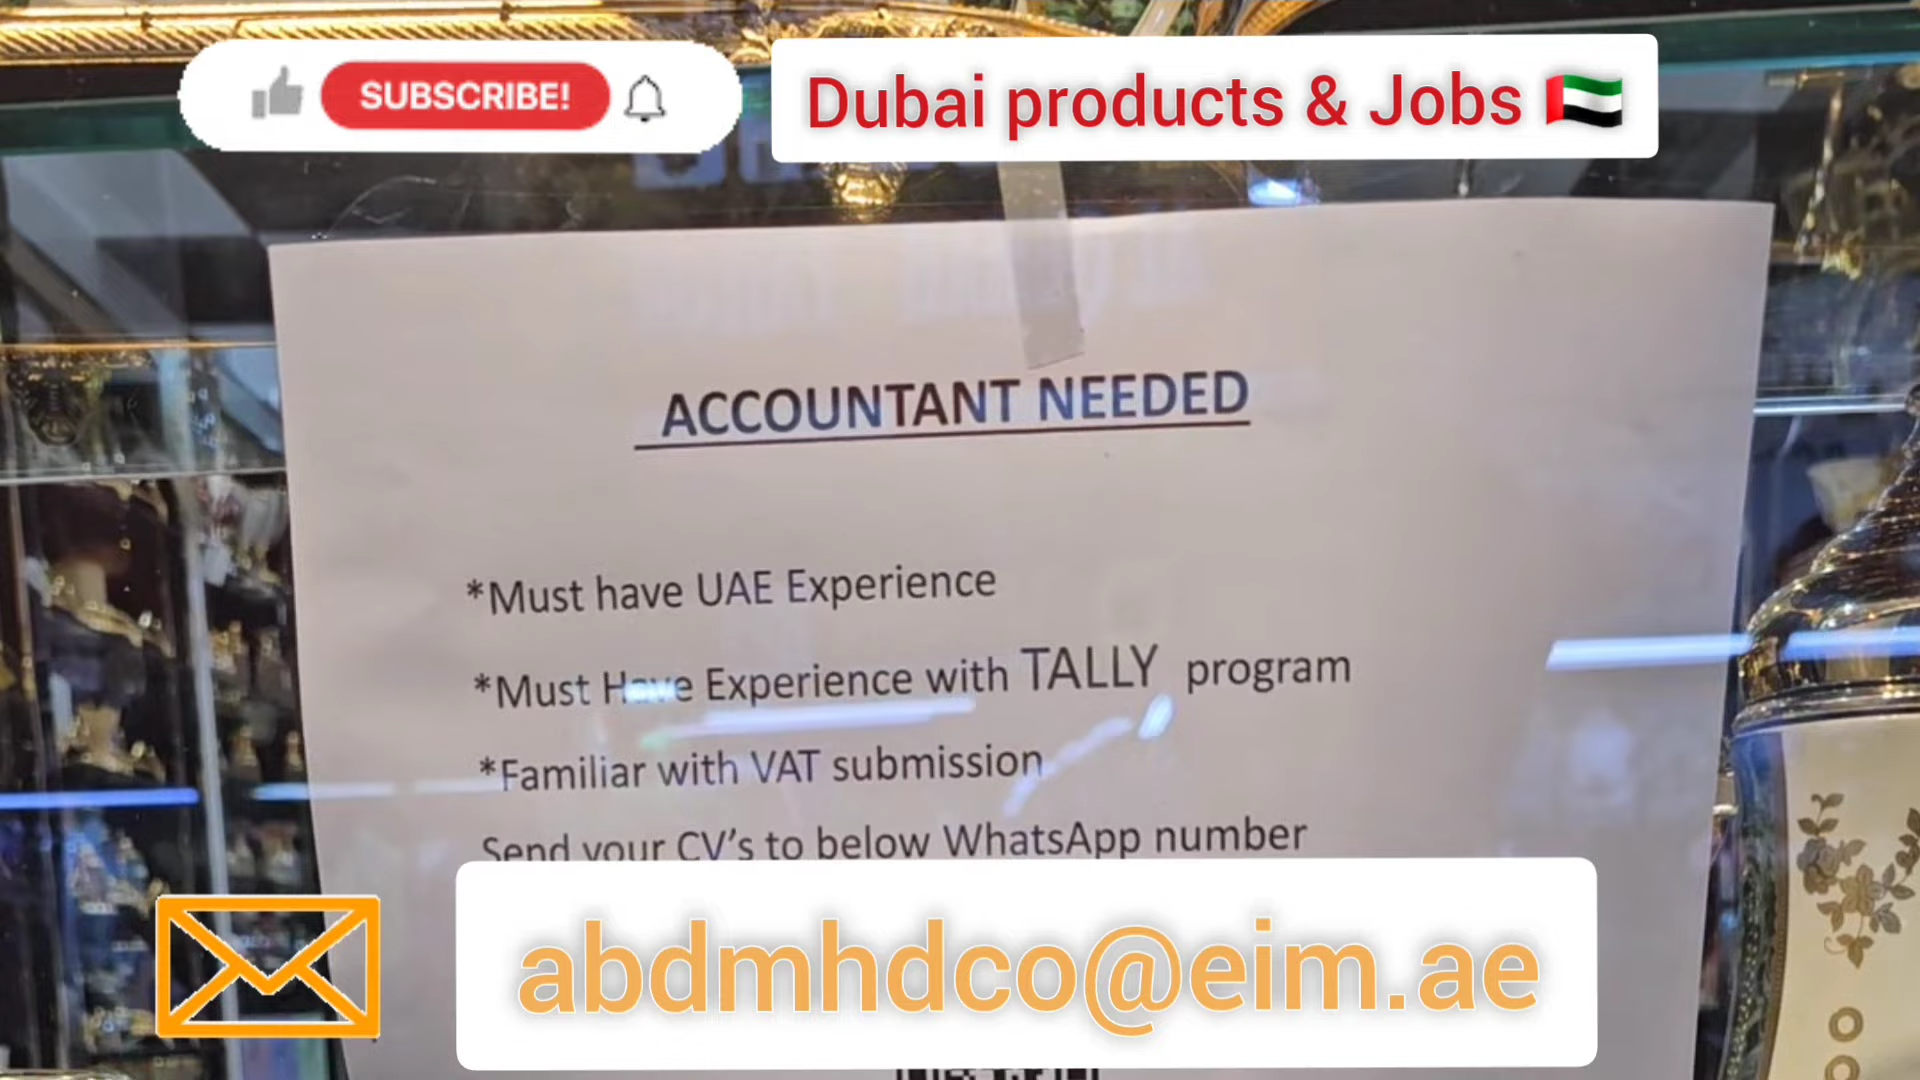 SUBSCRIBE!
Dubai products & Jobs 🇦🇪
ACCOUNTANT NEEDED
*Must have UAE Experience
*Must Have Experience with TALLY program
*Familiar with VAT submission
Send your CV's to below WhatsApp number
abdmhdco@eim.ae